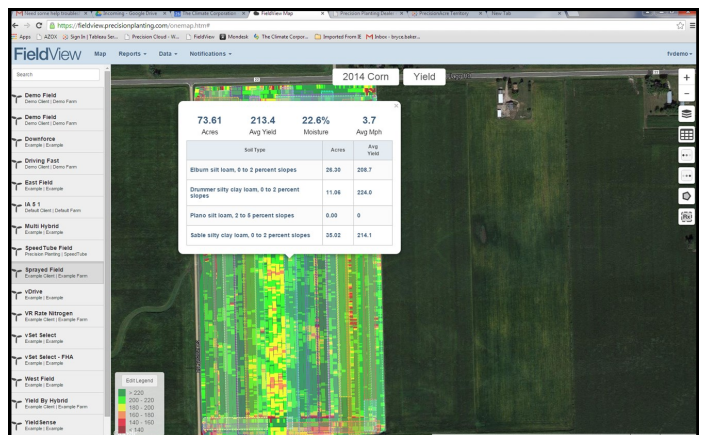 M Need some help troubles
Incoming - Google Drive
The Climate Corporation
FieldView Map
Precision Planting Dealer
PrecisionAcre Territory
New Tab
https://fieldview.precisionplanting.com/onemap.htm#
Apps
AZOX
Sign In | Tableau Ser...
Precision Cloud - W...
FieldView
Mondesk
The Climate Corpor...
Imported From IE
Inbox - bryce.baker...
FieldView
Map
Reports
Data
Notifications
fvdemo
Search
2014 Corn
Yield
Demo Field
Demo Client | Demo Farm
Demo Field
Demo Client | Demo Farm
Downforce
Example | Example
Driving Fast
Demo Client | Demo Farm
East Field
Example | Example
IA 5 1
Default Client | Default Farm
Multi Hybrid
Example | Example
SpeedTube Field
Precision Planting | SpeedTube
Sprayed Field
Example Client | Example Farm
vDrive
Example | Example
VR Rate Nitrogen
Example Client | Example Farm
vSet Select
Example | Example
vSet Select - FHA
Example | Example
West Field
Example | Example
Yield By Hybrid
Example Client | Example Farm
YieldSense
Example | Example
73.61 213.4 22.6% 3.7
Acres Avg Yield Moisture Avg Mph
Soil Type Acres Avg Yield
Elburn silt loam, 0 to 2 percent slopes 26.30 208.7
Drummer silty clay loam, 0 to 2 percent
slopes 11.06 224.0
Plano silt loam, 2 to 5 percent slopes 0.00 0
Sable silty clay loam, 0 to 2 percent slopes 35.02 214.1
Edit Legend
> 220
200 - 220
180 - 200
160 - 180
140 - 160
< 140
+
-
Rx